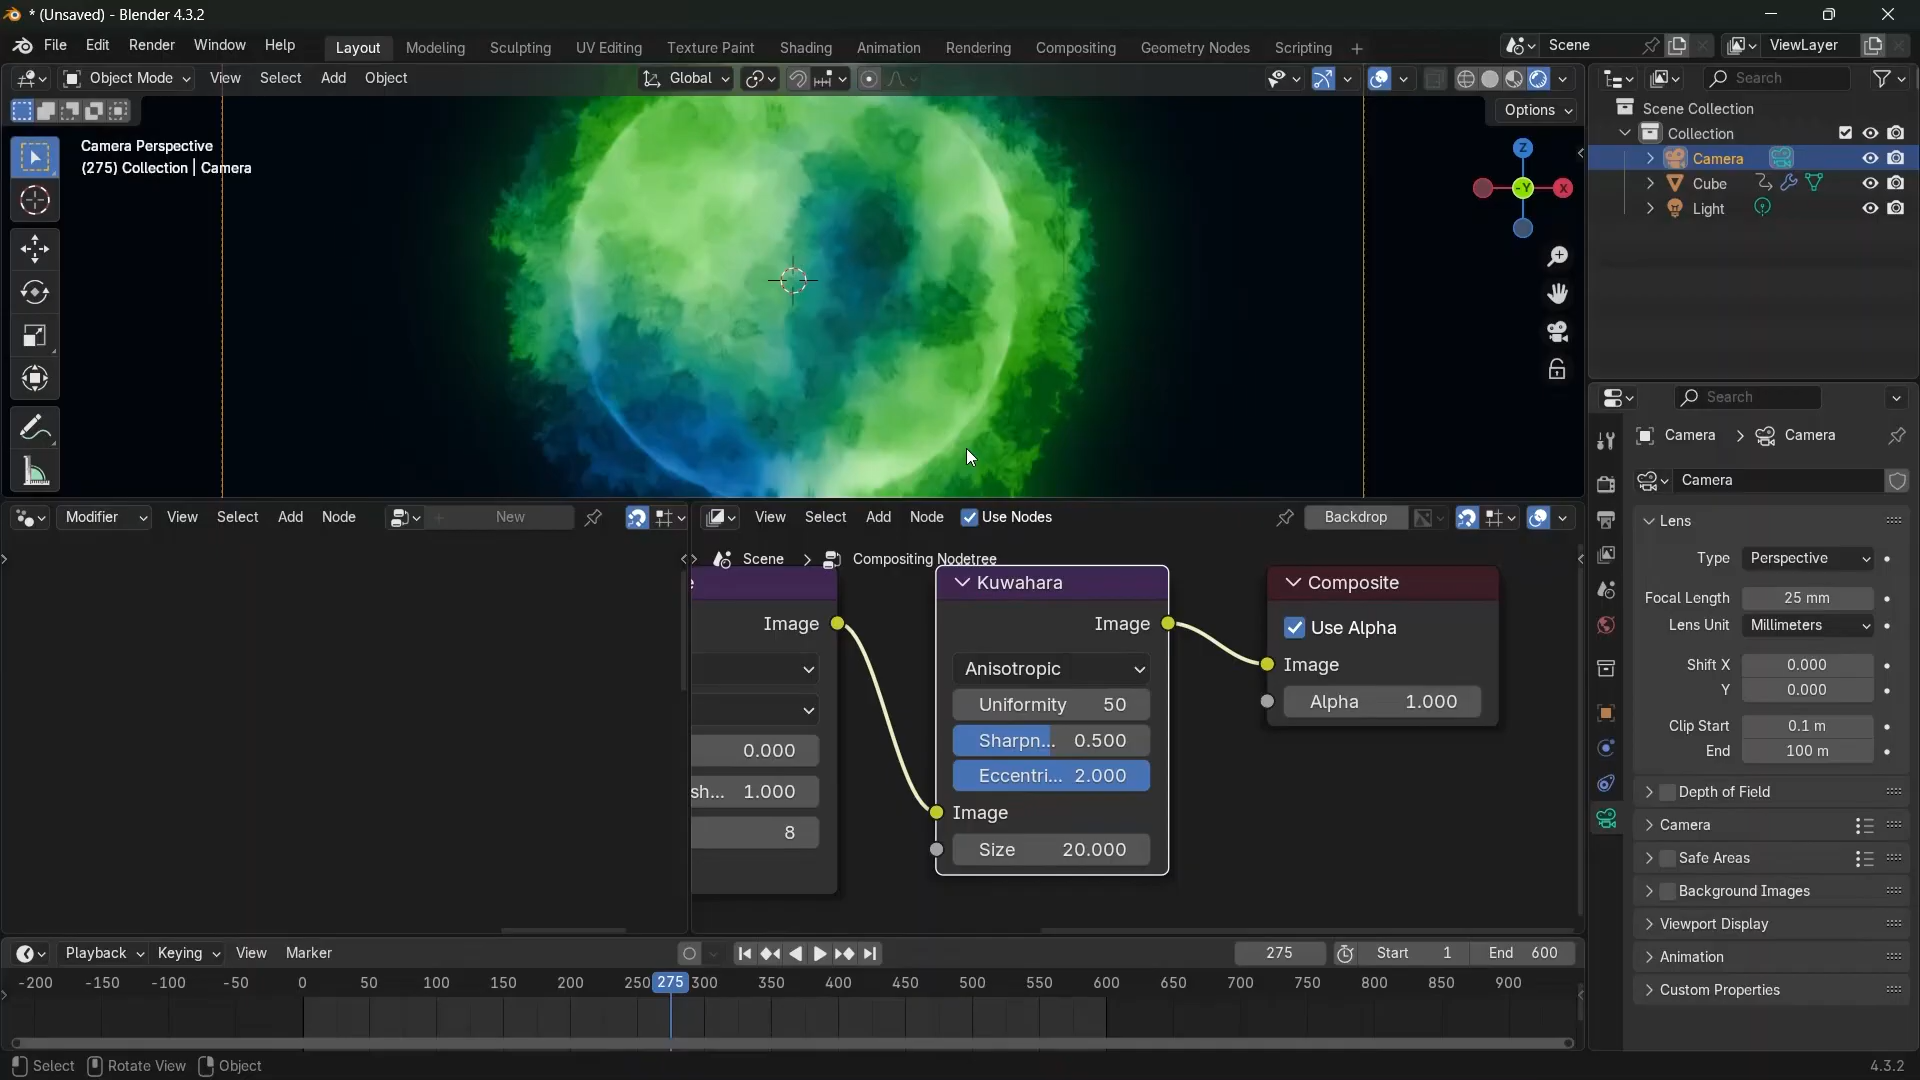 * (Unsaved) - Blender 4.3.2
File Edit Render Window Help Layout Modeling Sculpting UV Editing Texture Paint Shading Animation Rendering Compositing Geometry Nodes Scripting + Scene ViewLayer
Object Mode View Select Add Object Global Search
Options
Camera Perspective
(275) Collection | Camera
Z
-Y X
Scene Collection
Collection
Camera
Cube
Light
Search
Camera Camera
Camera
Lens
Type Perspective
Focal Length 25 mm
Lens Unit Millimeters
Shift X 0.000
Y 0.000
Clip Start 0.1 m
End 100 m
Depth of Field
Camera
Safe Areas
Background Images
Viewport Display
Animation
Custom Properties
Modifier View Select Add Node New
View Select Add Node Use Nodes Backdrop
Scene Compositing Nodetree
e
Image
0.000
sh... 1.000
8
Kuwahara
Image
Anisotropic
Uniformity 50
Sharpn... 0.500
Eccentri... 2.000
Image
Size 20.000
Composite
Use Alpha
Image
Alpha 1.000
Playback Keying View Marker 275 Start 1 End 600
-200 -150 -100 -50 0 50 100 150 200 250 275 300 350 400 450 500 550 600 650 700 750 800 850 900
Select Rotate View Object 4.3.2